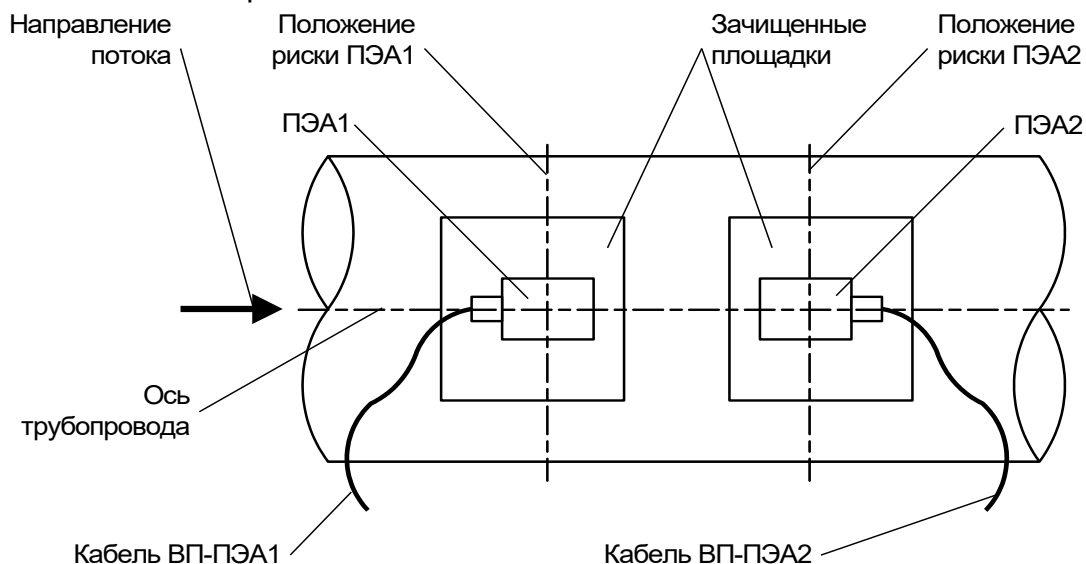 Направление
потока
Положение
риски ПЭА1
Зачищенные
площадки
Положение
риски ПЭА2
ПЭА1
ПЭА2
Ось
трубопровода
Кабель ВП-ПЭА1
Кабель ВП-ПЭА2